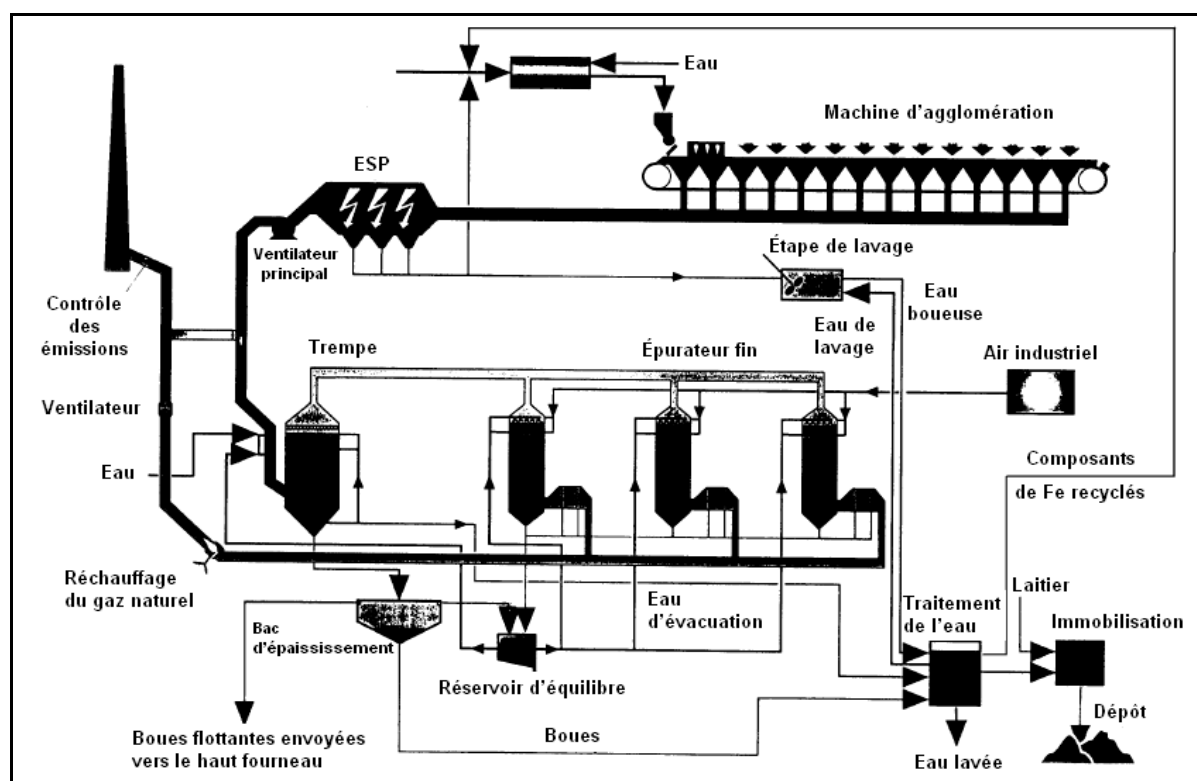 Eau
Machine d'agglomération
ESP
Ventilateur
principal
Étape de lavage
Contrôle
des
émissions
Eau
boueuse
Eau de
lavage
Trempe
Épurateur fin
Air industriel
Ventilateur
Eau
Composants
de Fe recyclés
Réchauffage
du gaz naturel
Eau
d'évacuation
Traitement
de l'eau
Laitier
Immobilisation
Bac
d'épaississement
Réservoir d'équilibre
Boues
Dépôt
Boues flottantes envoyées
vers le haut fourneau
Eau lavée